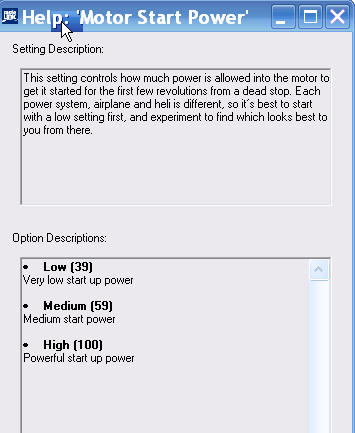 Help: 'Motor Start Power'
Setting Description:
This setting controls how much power is allowed into the motor to
get it started for the first few revolutions from a dead stop. Each
power system, airplane and heli is different, so it´s best to start
with a low setting first, and experiment to find which looks best to
you from there.
Option Descriptions:
• Low (39)
Very low start up power
• Medium (59)
Medium start power
• High (100)
Powerful start up power